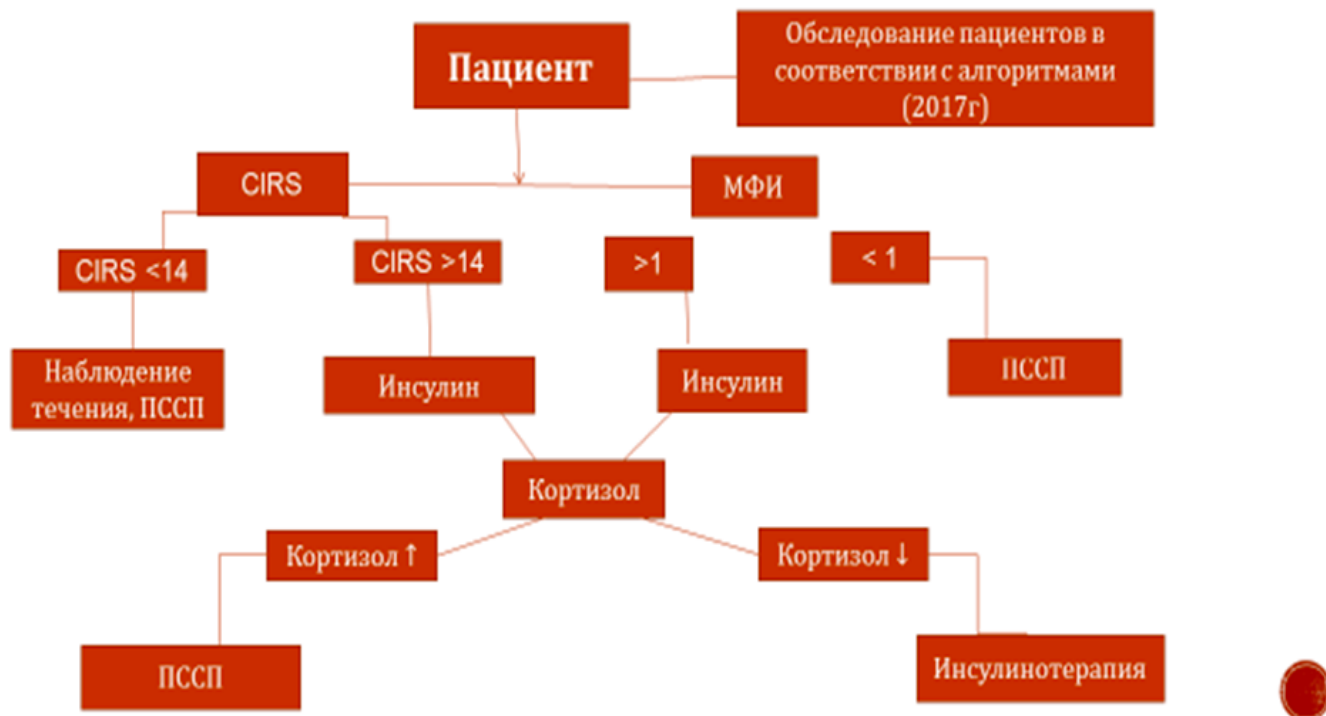 Пациент
Обследование пациентов в
соответствии с алгоритмами
(2017г)
CIRS
МФИ
CIRS <14
CIRS >14
>1
< 1
Наблюдение
течения, ПССП
Инсулин
Инсулин
ПССП
Кортизол
Кортизол ↑
Кортизол ↓
ПССП
Инсулинотерапия